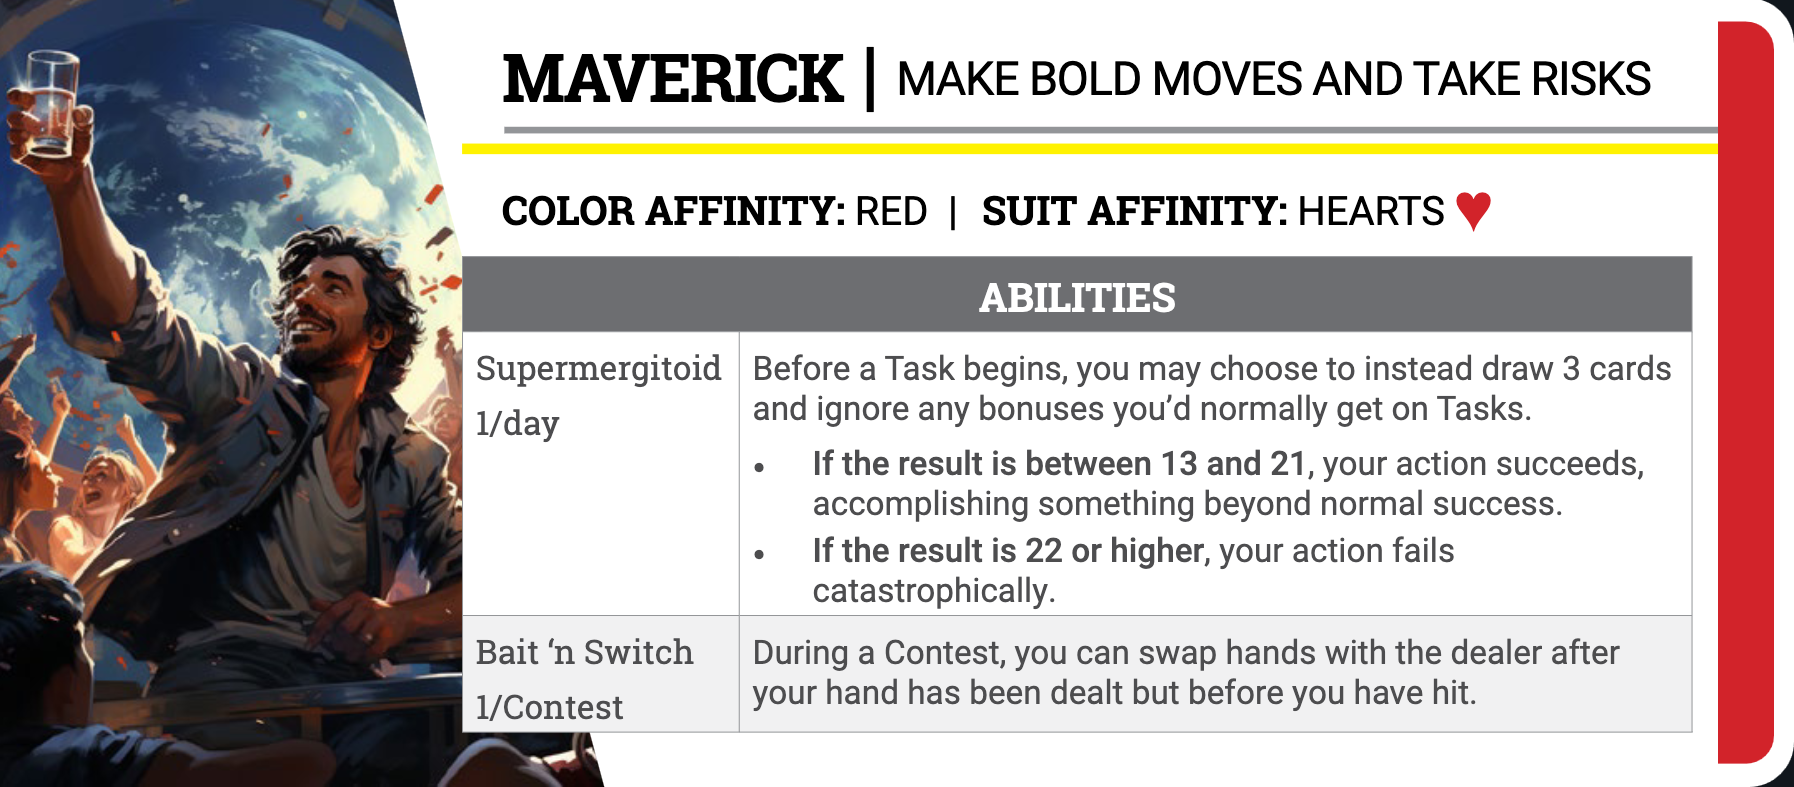 MAVERICK | MAKE BOLD MOVES AND TAKE RISKS
COLOR AFFINITY: RED | SUIT AFFINITY: HEARTS ♥
ABILITIES
Supermergitoid
1/day
Before a Task begins, you may choose to instead draw 3 cards
and ignore any bonuses you’d normally get on Tasks.
• If the result is between 13 and 21, your action succeeds,
accomplishing something beyond normal success.
• If the result is 22 or higher, your action fails
catastrophically.
Bait ‘n Switch
1/Contest
During a Contest, you can swap hands with the dealer after
your hand has been dealt but before you have hit.